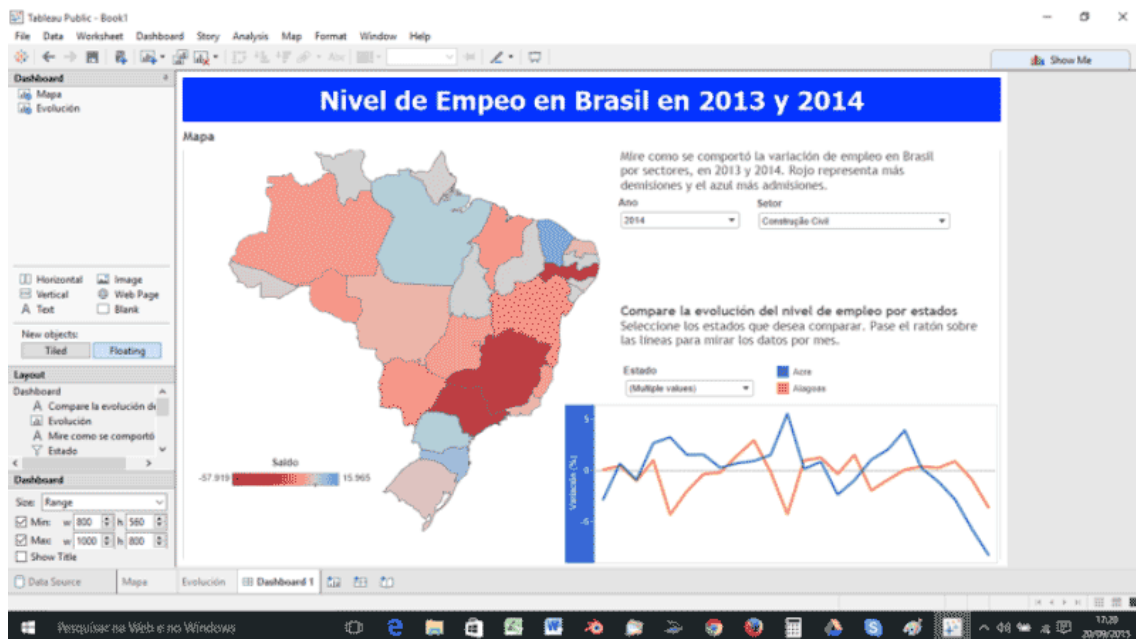 Tableau Public - Book1
File Data Worksheet Dashboard Story Analysis Map Format Window Help
Show Me
Dashboard
Mapa
Evolución
Horizontal Image
Vertical Web Page
A Text Blank
New objects:
Tiled Floating
Layout
Dashboard
A Compare la evolución de
Evolución
A Mire como se comportó
Estado
Dashboard
Size: Range
Min: w 800 h 560
Max: w 1000 h 800
Show Title
Nivel de Empeo en Brasil en 2013 y 2014
Mapa
Mire como se comportó la variación de empleo en Brasil
por sectores, en 2013 y 2014. Rojo representa más
demisiones y el azul más admisiones.
Ano Setor
2014 Construção Civil
Compare la evolución del nivel de empleo por estados
Seleccione los estados que desea comparar. Pase el ratón sobre
las líneas para mirar los datos por mes.
Estado
(Multiple values)
Acre
Alagoas
Saldo
-57.919 15.965
Variación (%)
5
0
-5
Data Source Mapa Evolución Dashboard 1
Pesquisar na Web e no Windows
17:20
20/09/2015